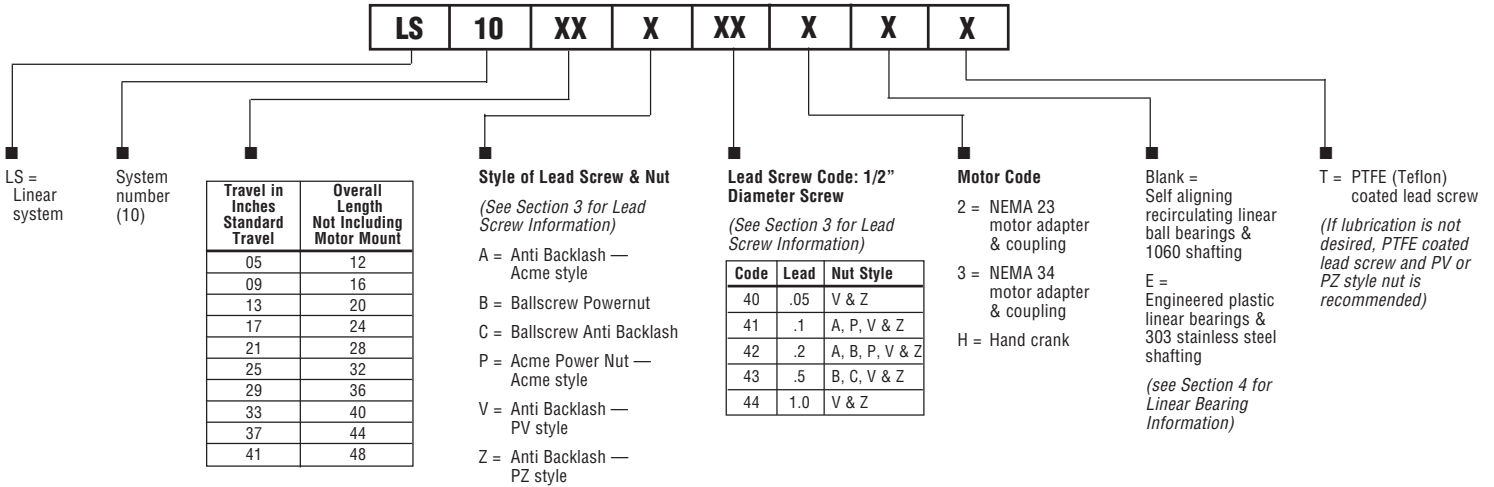 LS 10 XX X XX X X X
LS =
Linear
system
System
number
(10)
Travel in
Inches
Standard
Travel
Overall
Length
Not Including
Motor Mount
05 12
09 16
13 20
17 24
21 28
25 32
29 36
33 40
37 44
41 48
Style of Lead Screw & Nut
(See Section 3 for Lead
Screw Information)
A = Anti Backlash —
Acme style
B = Ballscrew Powernut
C = Ballscrew Anti Backlash
P = Acme Power Nut —
Acme style
V = Anti Backlash —
PV style
Z = Anti Backlash —
PZ style
Lead Screw Code: 1/2”
Diameter Screw
(See Section 3 for Lead
Screw Information)
Code Lead Nut Style
40 .05 V & Z
41 .1 A, P, V & Z
42 .2 A, B, P, V & Z
43 .5 B, C, V & Z
44 1.0 V & Z
Motor Code
2 = NEMA 23
motor adapter
& coupling
3 = NEMA 34
motor adapter
& coupling
H = Hand crank
Blank =
Self aligning
recirculating linear
ball bearings &
1060 shafting
E =
Engineered plastic
linear bearings &
303 stainless steel
shafting
(see Section 4 for
Linear Bearing
Information)
T = PTFE (Teflon)
coated lead screw
(If lubrication is not
desired, PTFE coated
lead screw and PV or
PZ style nut is
recommended)